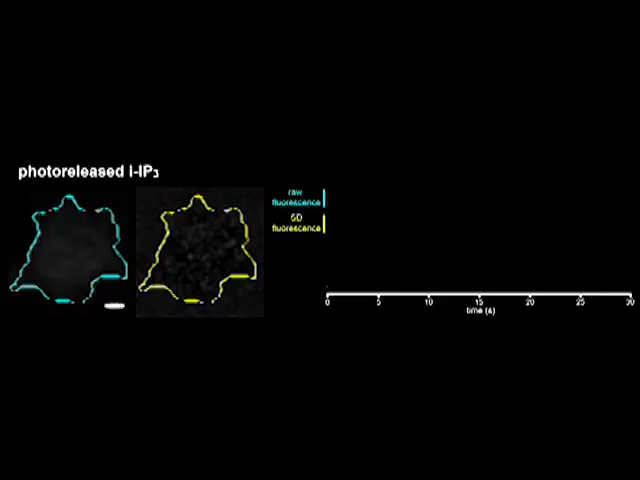 photoreleased i-IP₃
raw
fluorescence
SD
fluorescence
0 5 10 15 20 25 30
time (s)